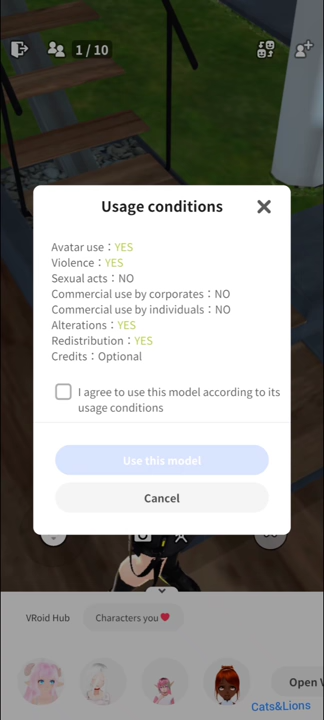 1 / 10
Usage conditions
Avatar use：YES
Violence：YES
Sexual acts：NO
Commercial use by corporates：NO
Commercial use by individuals：NO
Alterations：YES
Redistribution：YES
Credits：Optional
I agree to use this model according to its
usage conditions
Use this model
Cancel
VRoid Hub
Characters you❤
Open V
Cats&Lions